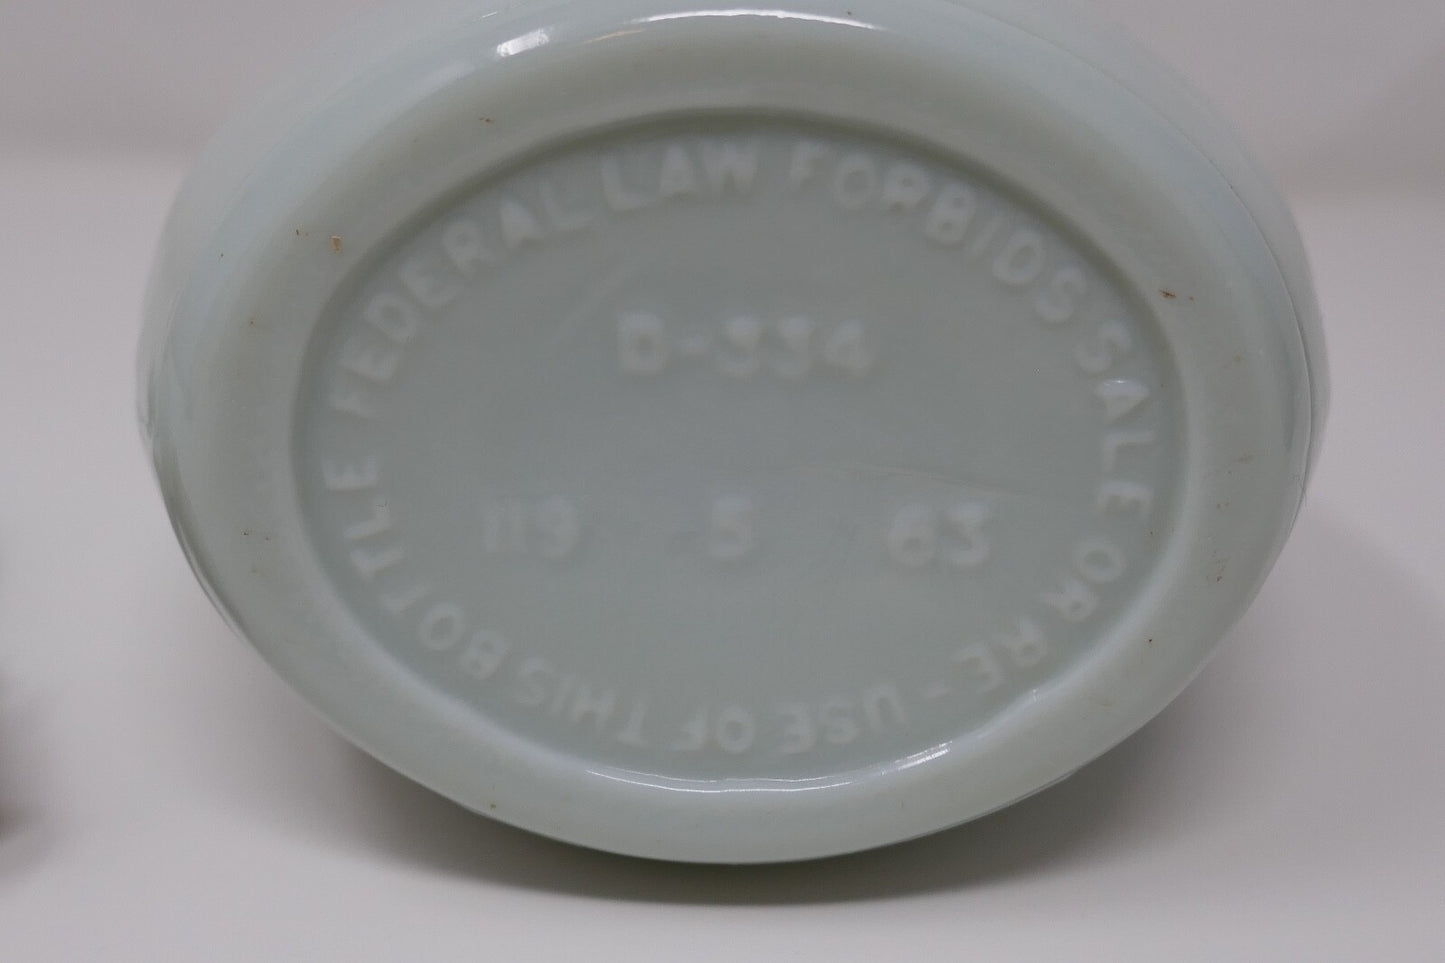 FEDERAL LAW FORBIDS SALE OR RE-USE OF THIS BOTTLE
D-334
119 5 63